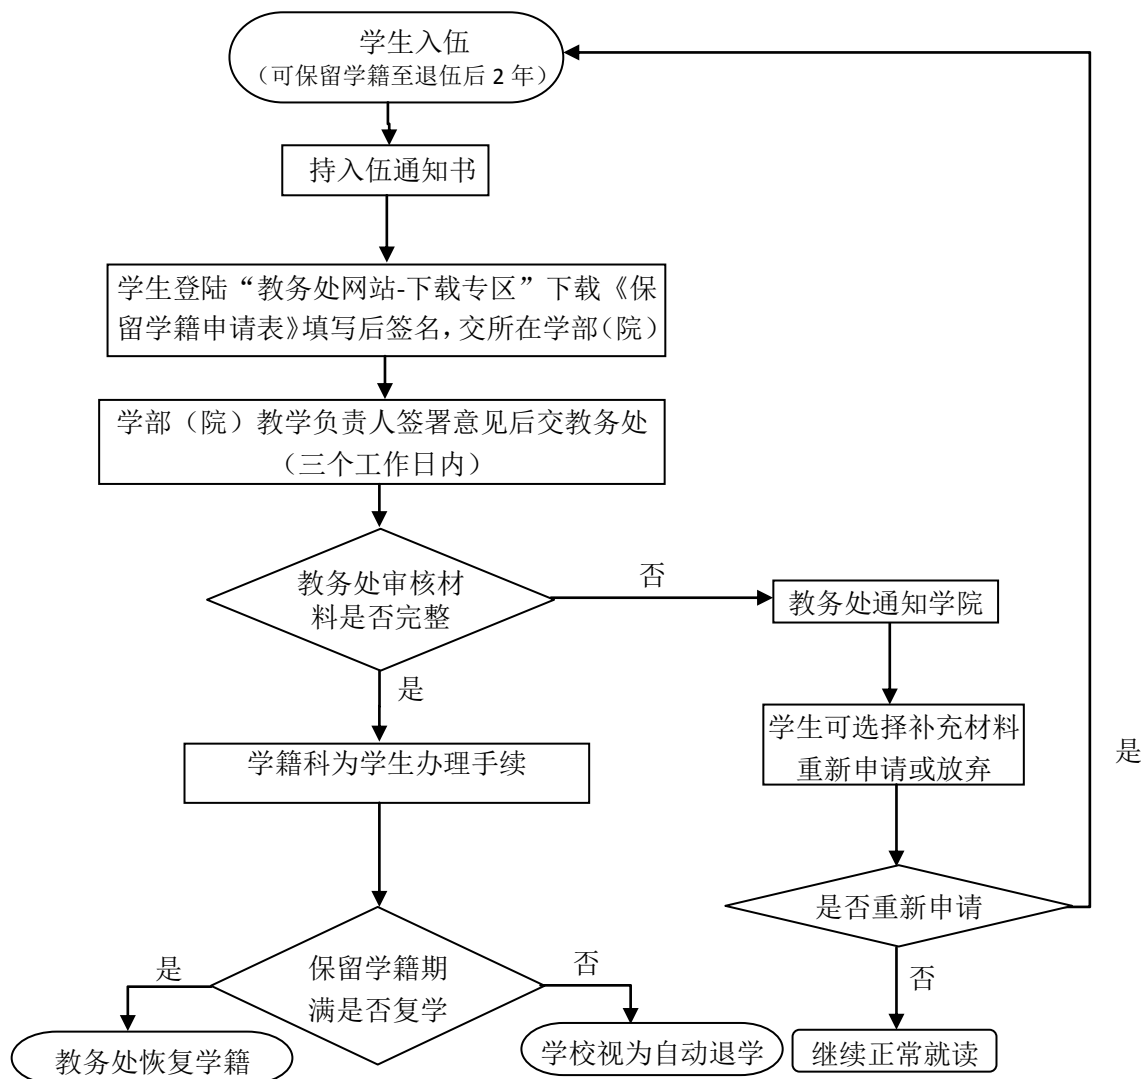 学生入伍
（可保留学籍至退伍后 2 年）
持入伍通知书
学生登陆“教务处网站-下载专区”下载《保
留学籍申请表》填写后签名，交所在学部（院）
学部（院）教学负责人签署意见后交教务处
（三个工作日内）
教务处审核材
料是否完整
否
教务处通知学院
是
学生可选择补充材料
重新申请或放弃
是
学籍科为学生办理手续
是否重新申请
保留学籍期
满是否复学
是
否
否
教务处恢复学籍
学校视为自动退学
继续正常就读